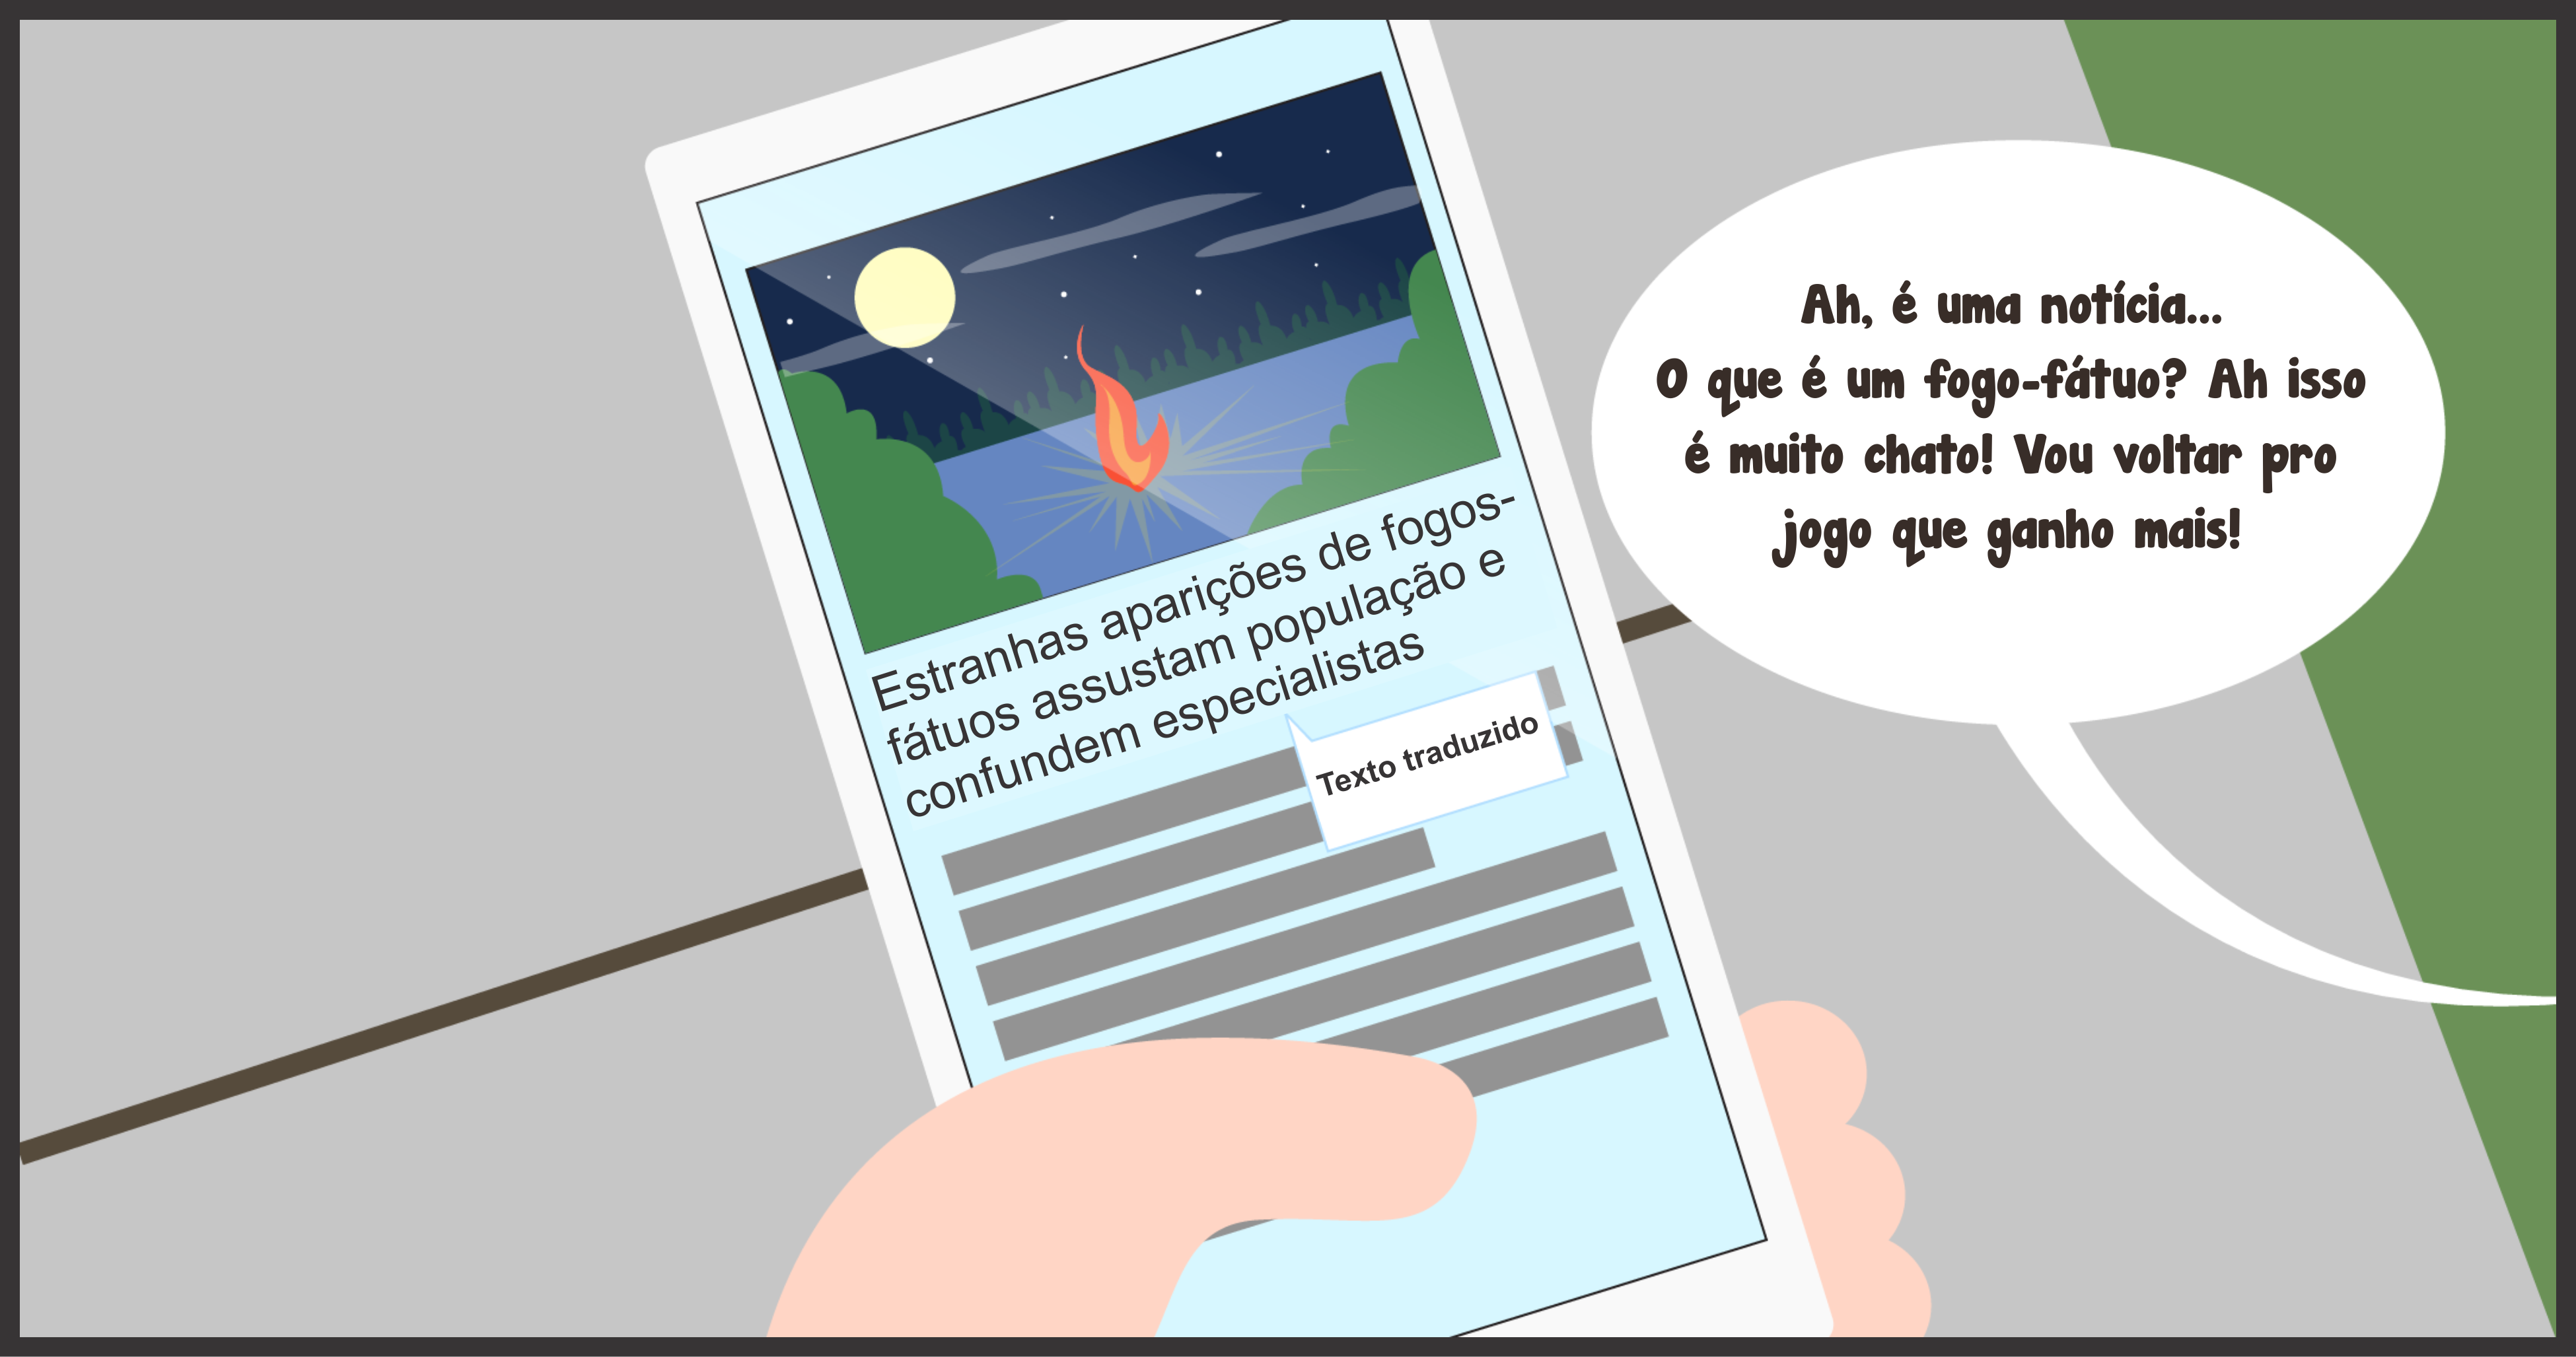 Estranhas aparições de fogos-
fátuos assustam população e
confundem especialistas
Texto traduzido
Ah, é uma notícia...
O que é um fogo-fátuo? Ah isso
é muito chato! Vou voltar pro
jogo que ganho mais!